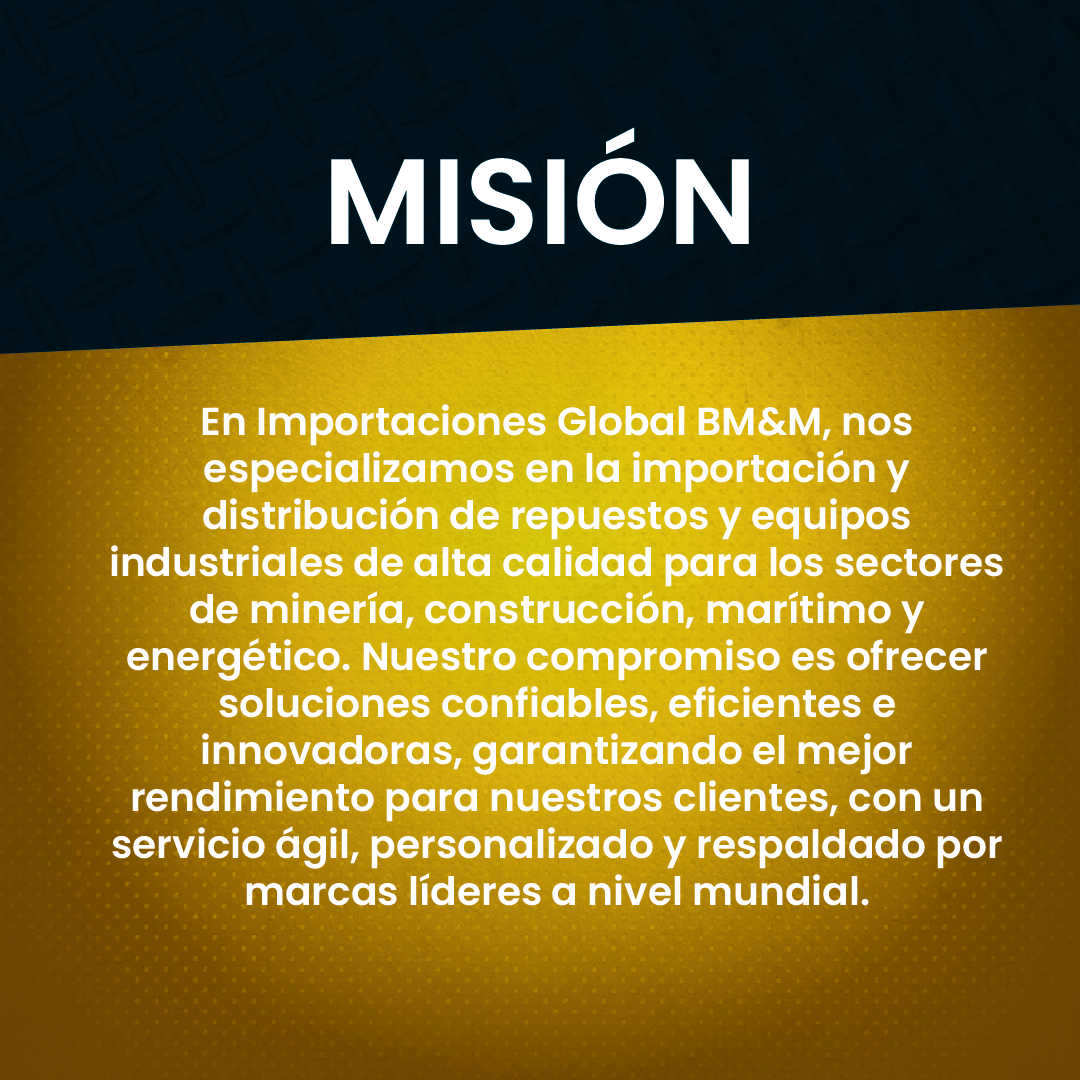 MISIÓN
En Importaciones Global BM&M, nos
especializamos en la importación y
distribución de repuestos y equipos
industriales de alta calidad para los sectores
de minería, construcción, marítimo y
energético. Nuestro compromiso es ofrecer
soluciones confiables, eficientes e
innovadoras, garantizando el mejor
rendimiento para nuestros clientes, con un
servicio ágil, personalizado y respaldado por
marcas líderes a nivel mundial.